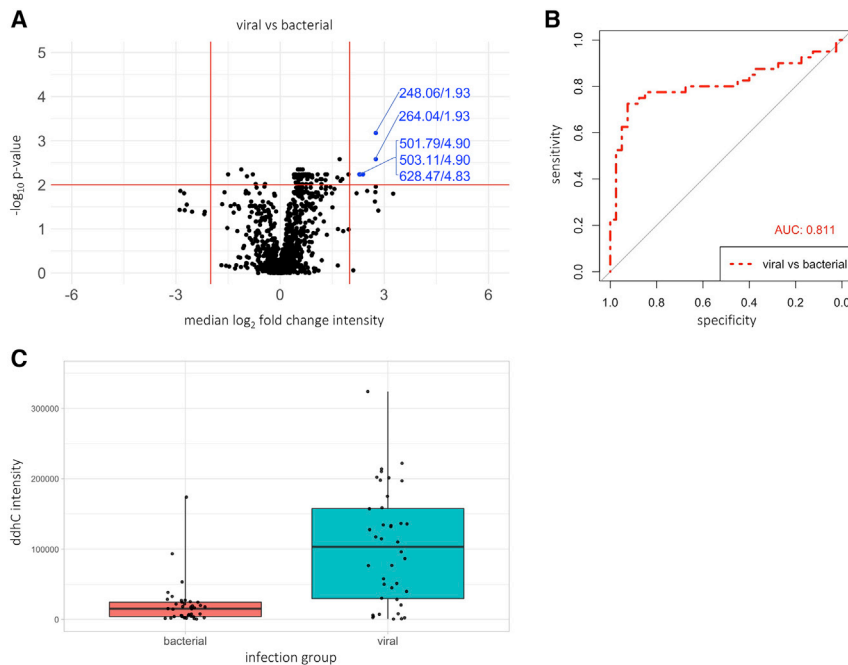 A
viral vs bacterial
5
4
3
2
1
0
-log10 p-value
248.06/1.93
264.04/1.93
501.79/4.90
503.11/4.90
628.47/4.83
-6 -3 0 3 6
median log2 fold change intensity
B
1.0
0.8
0.6
0.4
0.2
0.0
sensitivity
AUC: 0.811
viral vs bacterial
1.0 0.8 0.6 0.4 0.2 0.0
specificity
C
300000
200000
100000
0
ddhC intensity
bacterial viral
infection group